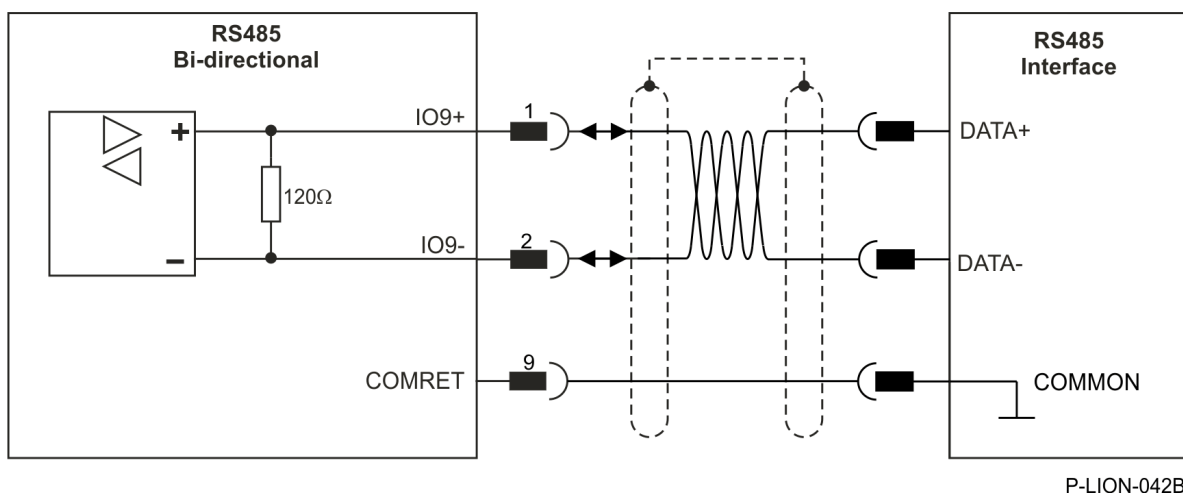 RS485
Bi-directional
RS485
Interface
+
IO9+
1
DATA+
120Ω
–
IO9-
2
DATA-
COMRET
9
COMMON
P-LION-042B